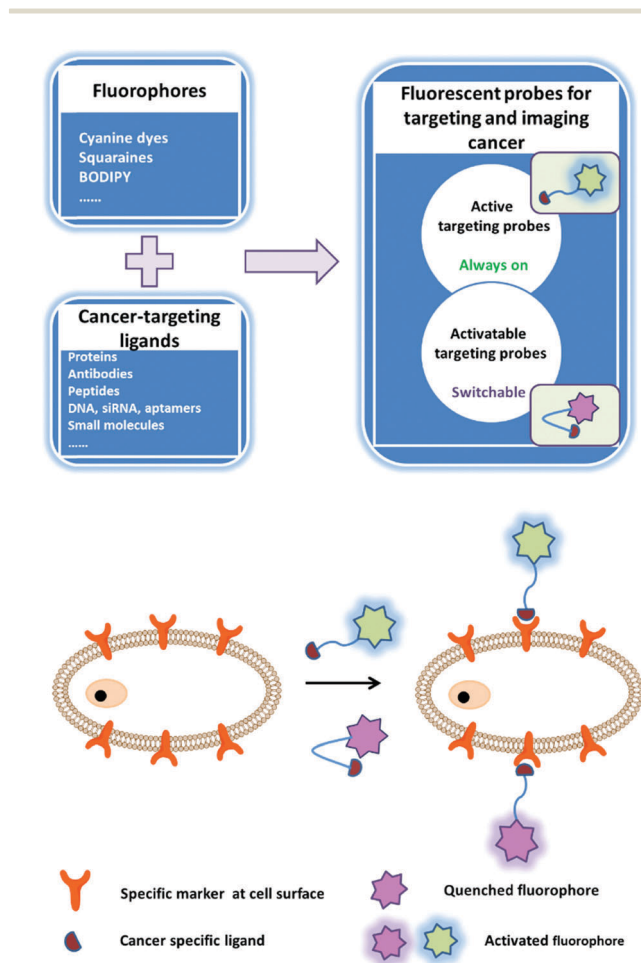 Fluorophores
Cyanine dyes
Squaraines
BODIPY
......
Cancer-targeting
ligands
Proteins
Antibodies
Peptides
DNA, siRNA, aptamers
Small molecules
......
Fluorescent probes for
targeting and imaging
cancer
Active
targeting probes
Always on
Activatable
targeting probes
Switchable
Specific marker at cell surface
Quenched fluorophore
Cancer specific ligand
Activated fluorophore